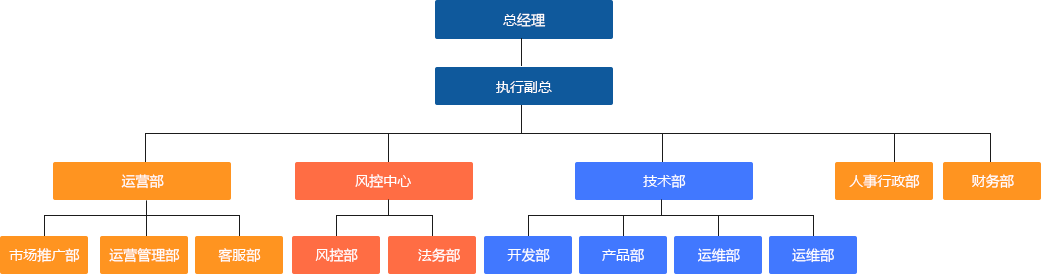 总经理
执行副总
运营部
风控中心
技术部
人事行政部
财务部
市场推广部
运营管理部
客服部
风控部
法务部
开发部
产品部
运维部
运维部